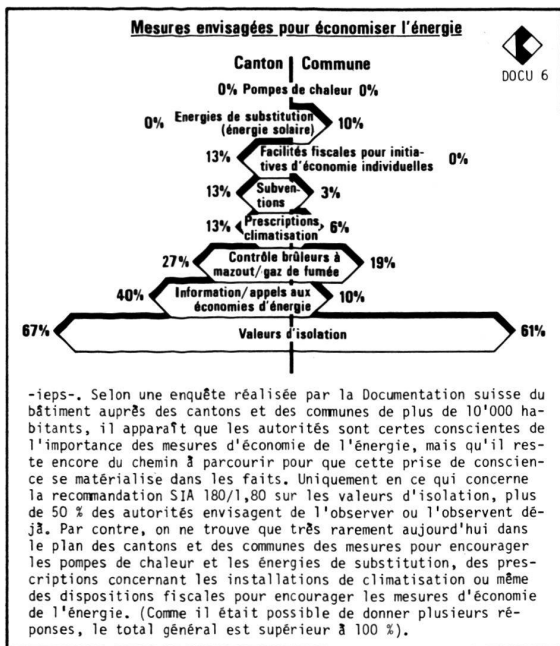 Mesures envisagées pour économiser l'énergie
DOCU 6
Canton Commune
0% Pompes de chaleur 0%
0% Energies de substitution (énergie solaire) 10%
13% Facilités fiscales pour initia-
tives d'économie individuelles 0%
13% Subven-
tions 3%
13% Prescriptions,
climatisation 6%
27% Contrôle brûleurs à
mazout/gaz de fumée 19%
40% Information/appels aux
économies d'énergie 10%
67% Valeurs d'isolation 61%
-ieps-. Selon une enquête réalisée par la Documentation suisse du
bâtiment auprès des cantons et des communes de plus de 10'000 ha-
bitants, il apparaît que les autorités sont certes conscientes de
l'importance des mesures d'économie de l'énergie, mais qu'il res-
te encore du chemin à parcourir pour que cette prise de conscien-
ce se matérialise dans les faits. Uniquement en ce qui concerne
la recommandation SIA 180/1,80 sur les valeurs d'isolation, plus
de 50 % des autorités envisagent de l'observer ou l'observent dé-
jà. Par contre, on ne trouve que très rarement aujourd'hui dans
le plan des cantons et des communes des mesures pour encourager
les pompes de chaleur et les énergies de substitution, des pres-
criptions concernant les installations de climatisation ou même
des dispositions fiscales pour encourager les mesures d'économie
de l'énergie. (Comme il était possible de donner plusieurs ré-
ponses, le total général est supérieur à 100 %).